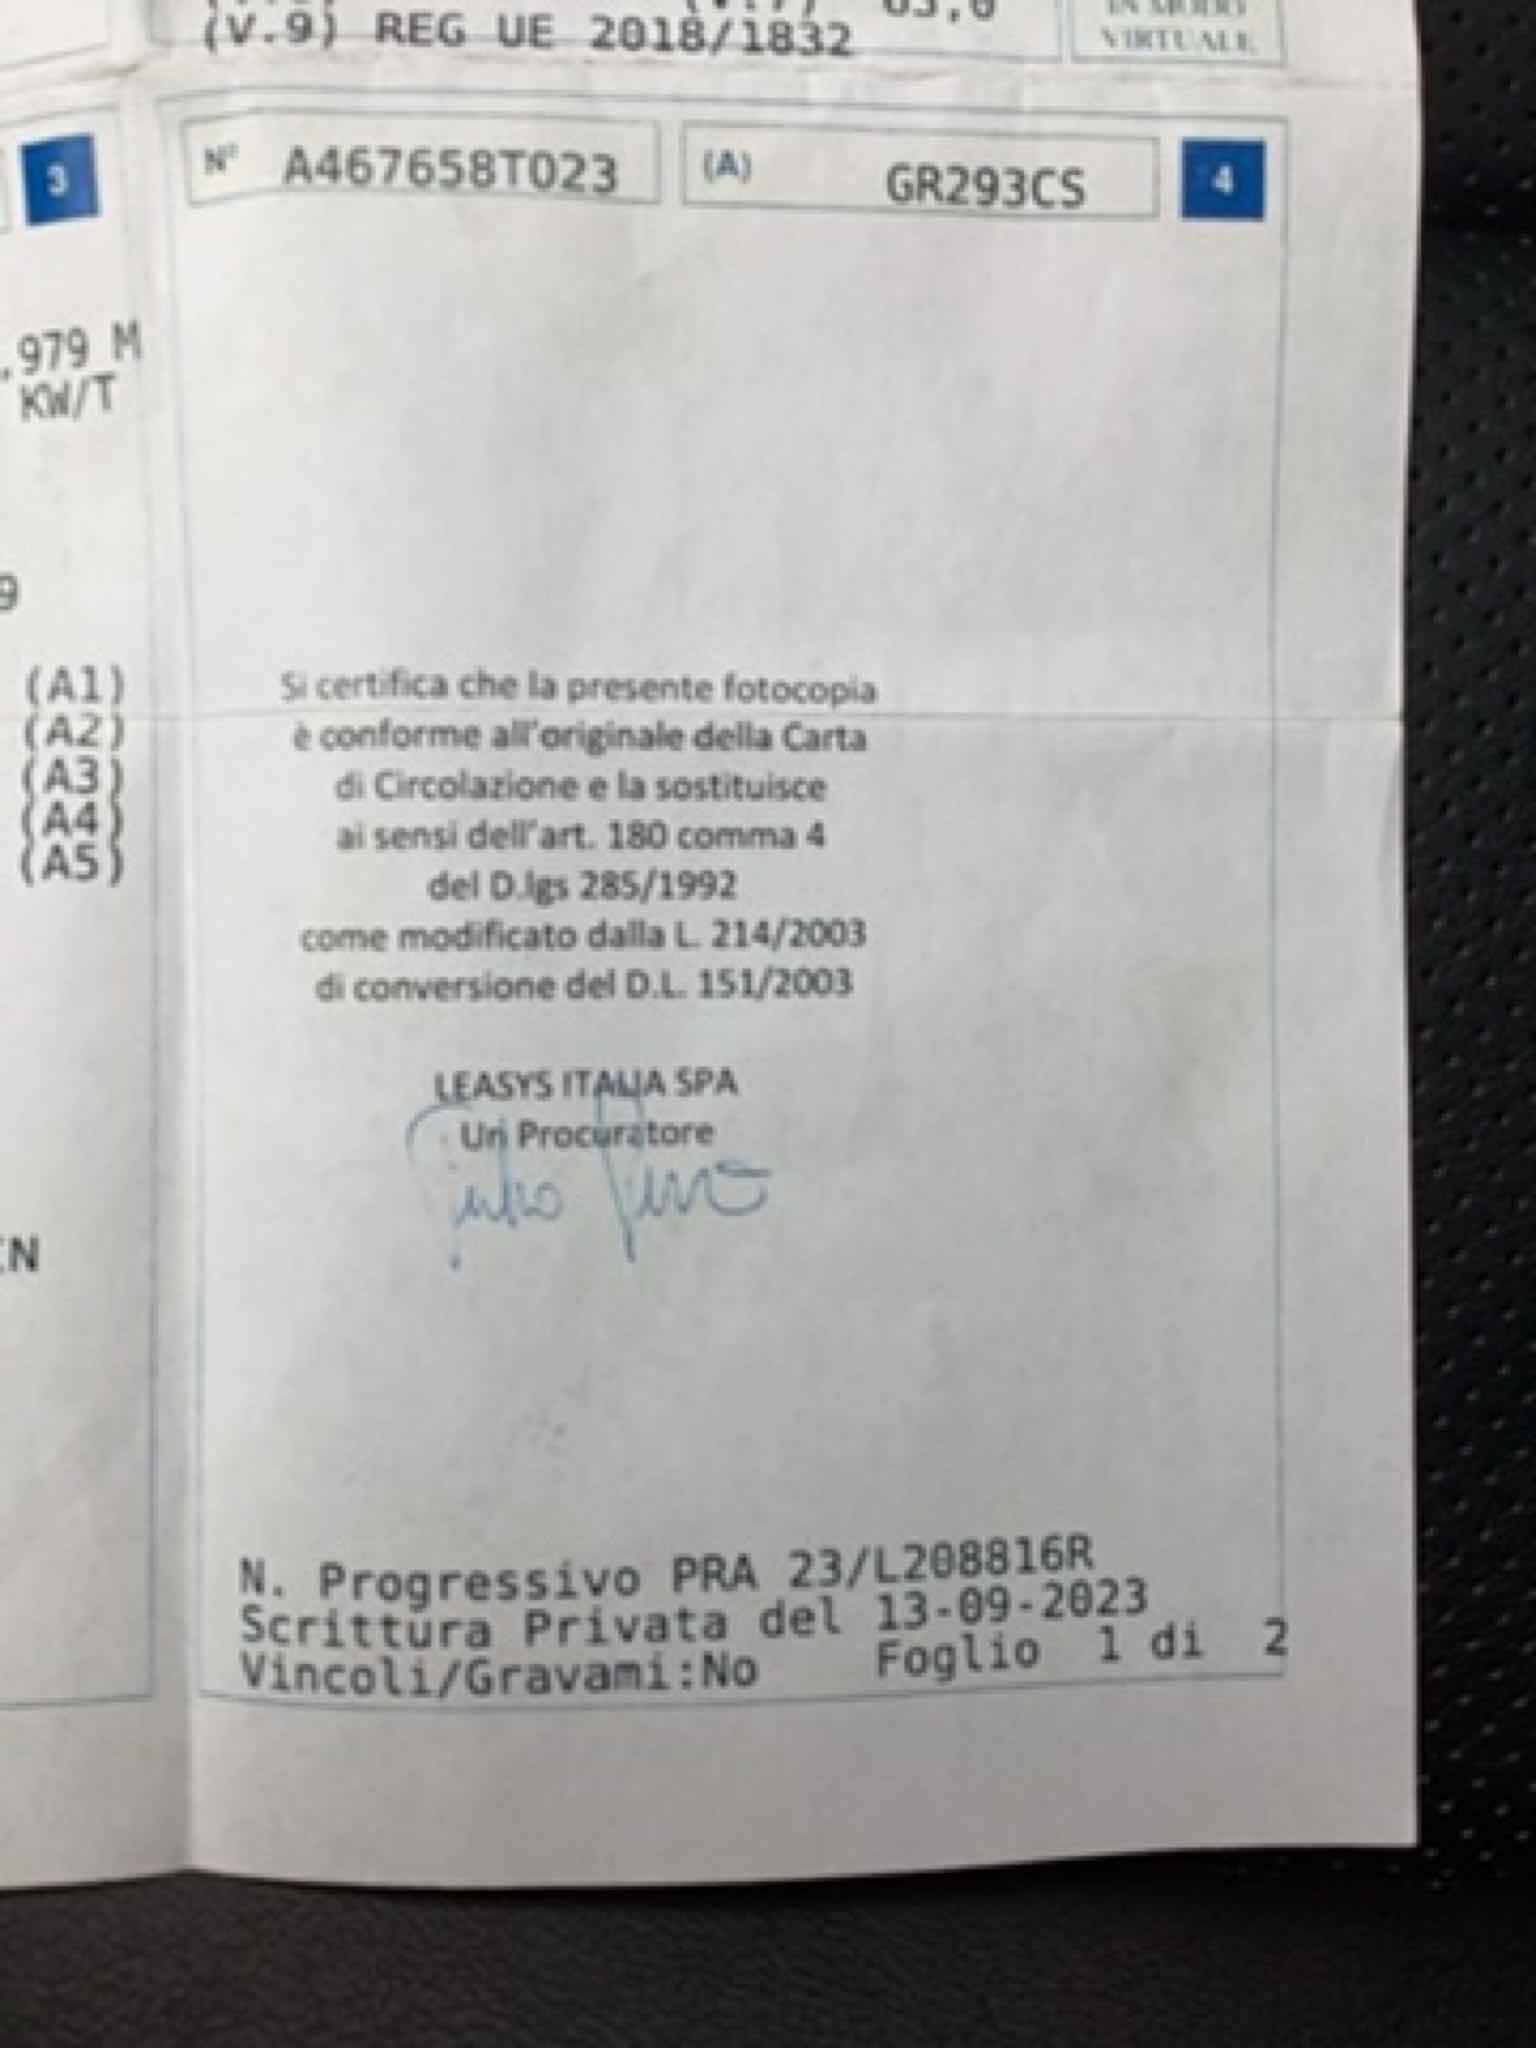 (V.9) REG UE 2018/1832
VIRTUALE
3
N° A467658T023 (A) GR293CS 4
,979 M
KW/T
9
(A1)
(A2)
(A3)
(A4)
(A5)
Si certifica che la presente fotocopia
è conforme all'originale della Carta
di Circolazione e la sostituisce
ai sensi dell'art. 180 comma 4
del D.lgs 285/1992
come modificato dalla L. 214/2003
di conversione del D.L. 151/2003
LEASYS ITALIA SPA
Un Procuratore
N. Progressivo PRA 23/L208816R
Scrittura Privata del 13-09-2023
Vincoli/Gravami:No Foglio 1 di 2